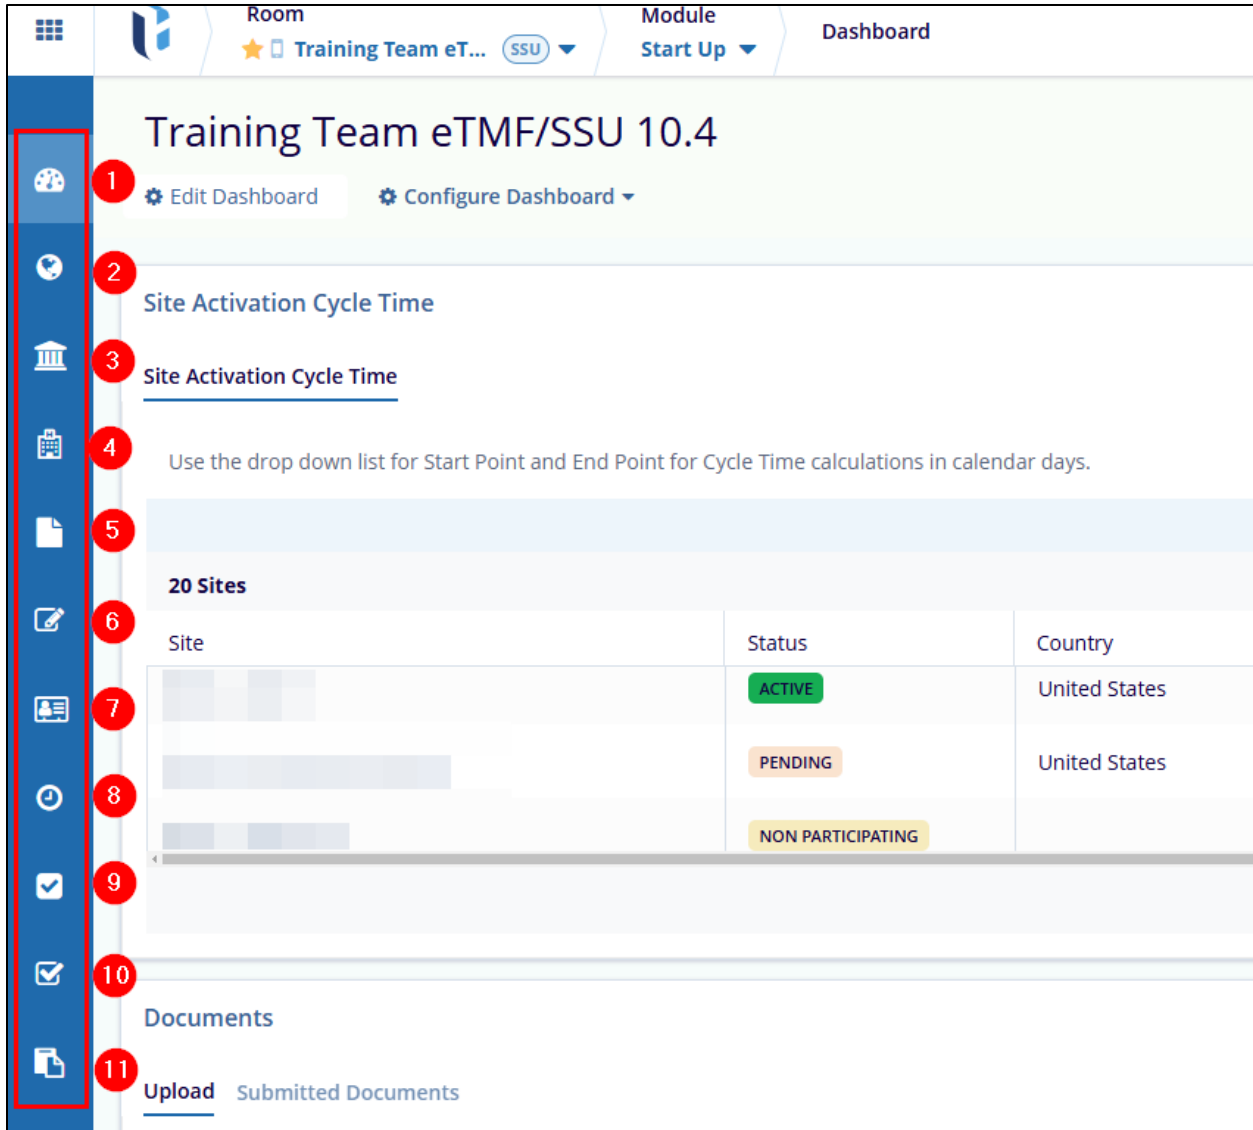 Room
Module
Dashboard
Training Team eT... SSU
Start Up
Training Team eTMF/SSU 10.4
1
Edit Dashboard
Configure Dashboard
2
Site Activation Cycle Time
3
Site Activation Cycle Time
4
Use the drop down list for Start Point and End Point for Cycle Time calculations in calendar days.
5
20 Sites
6
Site Status Country
7
ACTIVE United States
PENDING United States
8
NON PARTICIPATING
9
10
Documents
11
Upload Submitted Documents